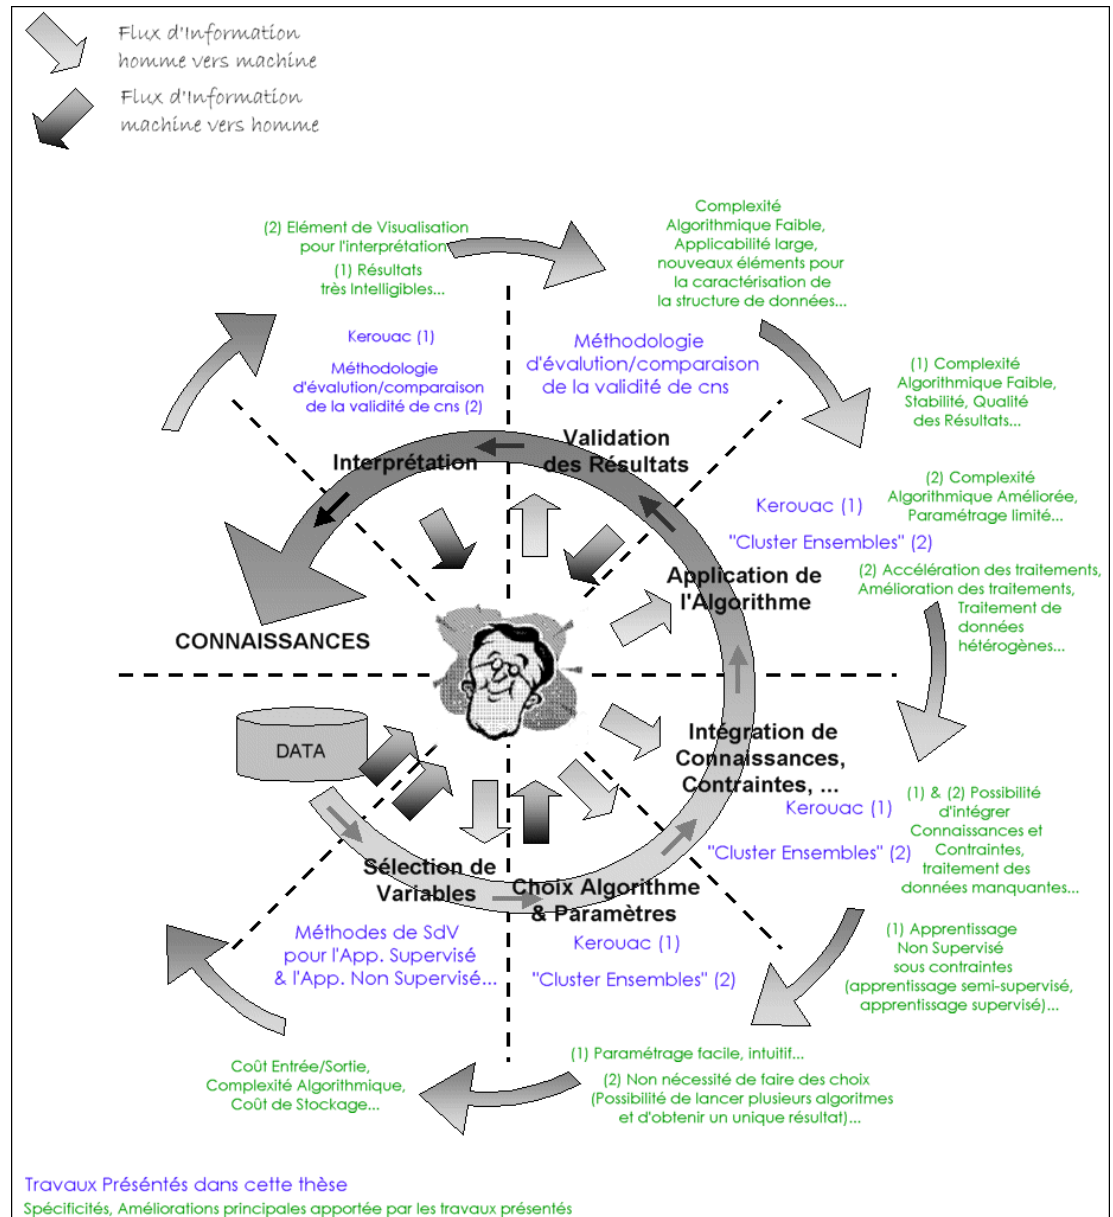 Flux d'Information
homme vers machine
Flux d'Information
machine vers homme
(2) Elément de Visualisation
pour l'interprétation
(1) Résultats
très Intelligibles...
Complexité
Algorithmique Faible,
Applicabilité large,
nouveaux éléments pour
la caractérisation de
la structure de données...
Kerouac (1)
Méthodologie
d'évalution/comparaison
de la validité de cns (2)
Méthodologie
d'évalution/comparaison
de la validité de cns
(1) Complexité
Algorithmique Faible,
Stabilité, Qualité
des Résultats...
Interprétation
Validation
des Résultats
(2) Complexité
Algorithmique Améliorée,
Paramétrage limité...
Kerouac (1)
"Cluster Ensembles" (2)
Application de
l'Algorithme
(2) Accélération des traitements,
Amélioration des traitements,
Traitement de
données
hétérogènes...
CONNAISSANCES
DATA
Intégration de
Connaissances,
Contraintes, ...
Kerouac (1)
"Cluster Ensembles" (2)
(1) & (2) Possibilité
d'intégrer
Connaissances et
Contraintes,
traitement des
données manquantes...
Sélection de
Variables
Choix Algorithme
& Paramètres
Méthodes de SdV
pour l'App. Supervisé
& l'App. Non Supervisé...
Kerouac (1)
"Cluster Ensembles" (2)
(1) Apprentissage
Non Supervisé
sous contraintes
(apprentissage semi-supervisé,
apprentissage supervisé)...
Coût Entrée/Sortie,
Complexité Algorithmique,
Coût de Stockage...
(1) Paramétrage facile, intuitif...
(2) Non nécessité de faire des choix
(Possibilité de lancer plusieurs algoritmes
et d'obtenir un unique résultat)...
Travaux Préséntés dans cette thèse
Spécificités, Améliorations principales apportée par les travaux présentés